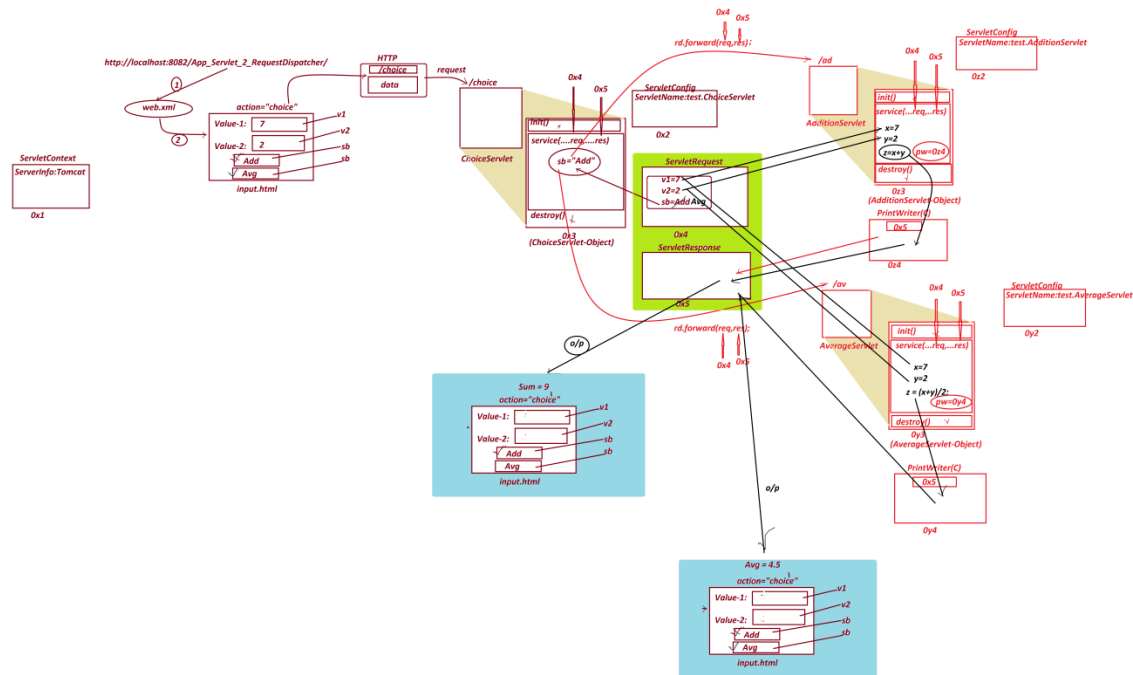 http://localhost:8082/App_Servlet_2_RequestDispatcher/
1
web.xml
2
ServletContext
ServerInfo:Tomcat
0x1
action="choice"
Value-1: 7
v1
Value-2: 2
v2
Add
sb
Avg
sb
input.html
HTTP
/choice
data
request
/choice
ChoiceServlet
0x4
0x5
init()
service(....req,...res)
sb="Add"
destroy()
0x3
(ChoiceServlet-Object)
ServletConfig
ServletName:test.ChoiceServlet
0x2
ServletRequest
v1=7
v2=2
sb=Add Avg
0x4
ServletResponse
0x5
0x4
0x5
rd.forward(req,res);
/ad
AdditionServlet
0x4
0x5
init()
service(...req,..res)
x=7
y=2
z=x+y
pw=0z4
destroy()
0z3
(AdditionServlet-Object)
ServletConfig
ServletName:test.AdditionServlet
0z2
PrintWriter(C)
0x5
0z4
rd.forward(req,res);
0x4
0x5
/av
AverageServlet
0x4
0x5
init()
service(...req,...res)
x=7
y=2
z = (x+y)/2;
pw=0y4
destroy()
0y3
(AverageServlet-Object)
ServletConfig
ServletName:test.AverageServlet
0y2
PrintWriter(C)
0x5
0y4
o/p
Sum = 9
action="choice"
Value-1:
v1
Value-2:
v2
Add
sb
Avg
sb
input.html
o/p
Avg = 4.5
action="choice"
Value-1:
v1
Value-2:
v2
Add
sb
Avg
sb
input.html